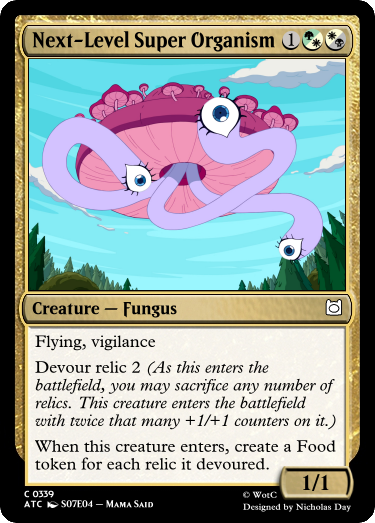 Next-Level Super Organism 1
Creature — Fungus
Flying, vigilance
Devour relic 2 (As this enters the
battlefield, you may sacrifice any number of
relics. This creature enters the battlefield
with twice that many +1/+1 counters on it.)
When this creature enters, create a Food
token for each relic it devoured.
1/1
C 0339
ATC S07E04 – Mama Said
© WotC
Designed by Nicholas Day